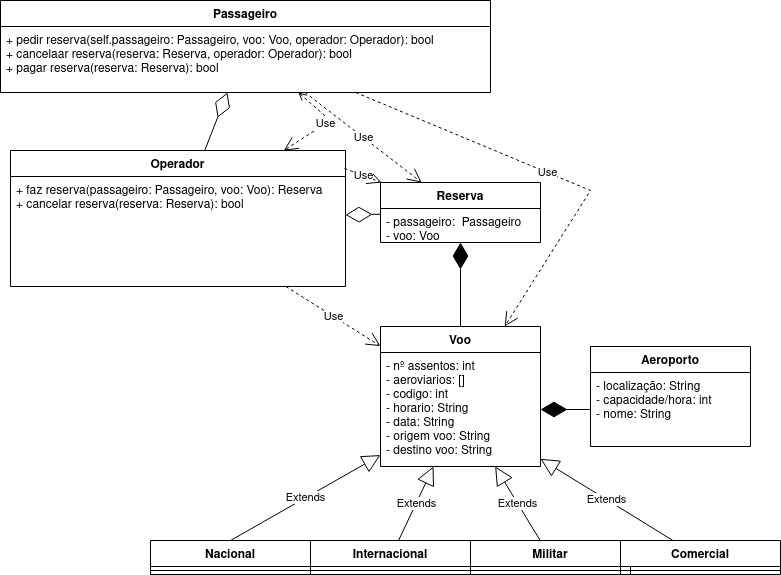 Passageiro
+ pedir reserva(self.passageiro: Passageiro, voo: Voo, operador: Operador): bool
+ cancelaar reserva(reserva: Reserva, operador: Operador): bool
+ pagar reserva(reserva: Reserva): bool
Use
Use
Use
Use
Operador
+ faz reserva(passageiro: Passageiro, voo: Voo): Reserva
+ cancelar reserva(reserva: Reserva): bool
Reserva
- passageiro: Passageiro
- voo: Voo
Use
Voo
- nº assentos: int
- aeroviarios: []
- codigo: int
- horario: String
- data: String
- origem voo: String
- destino voo: String
Aeroporto
- localização: String
- capacidade/hora: int
- nome: String
Extends
Extends
Extends
Extends
Nacional
Internacional
Militar
Comercial